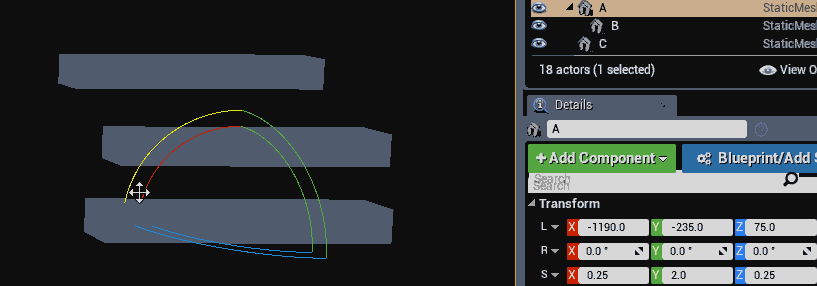 A StaticMes
B StaticMe
C StaticMes
18 actors (1 selected) View O
Details
A
+ Add Component Blueprint/Add S
Search
Search
Transform
L X -1190.0 Y -235.0 Z 75.0
R X 0.0 ° Y 0.0 ° Z 0.0 °
S X 0.25 Y 2.0 Z 0.25